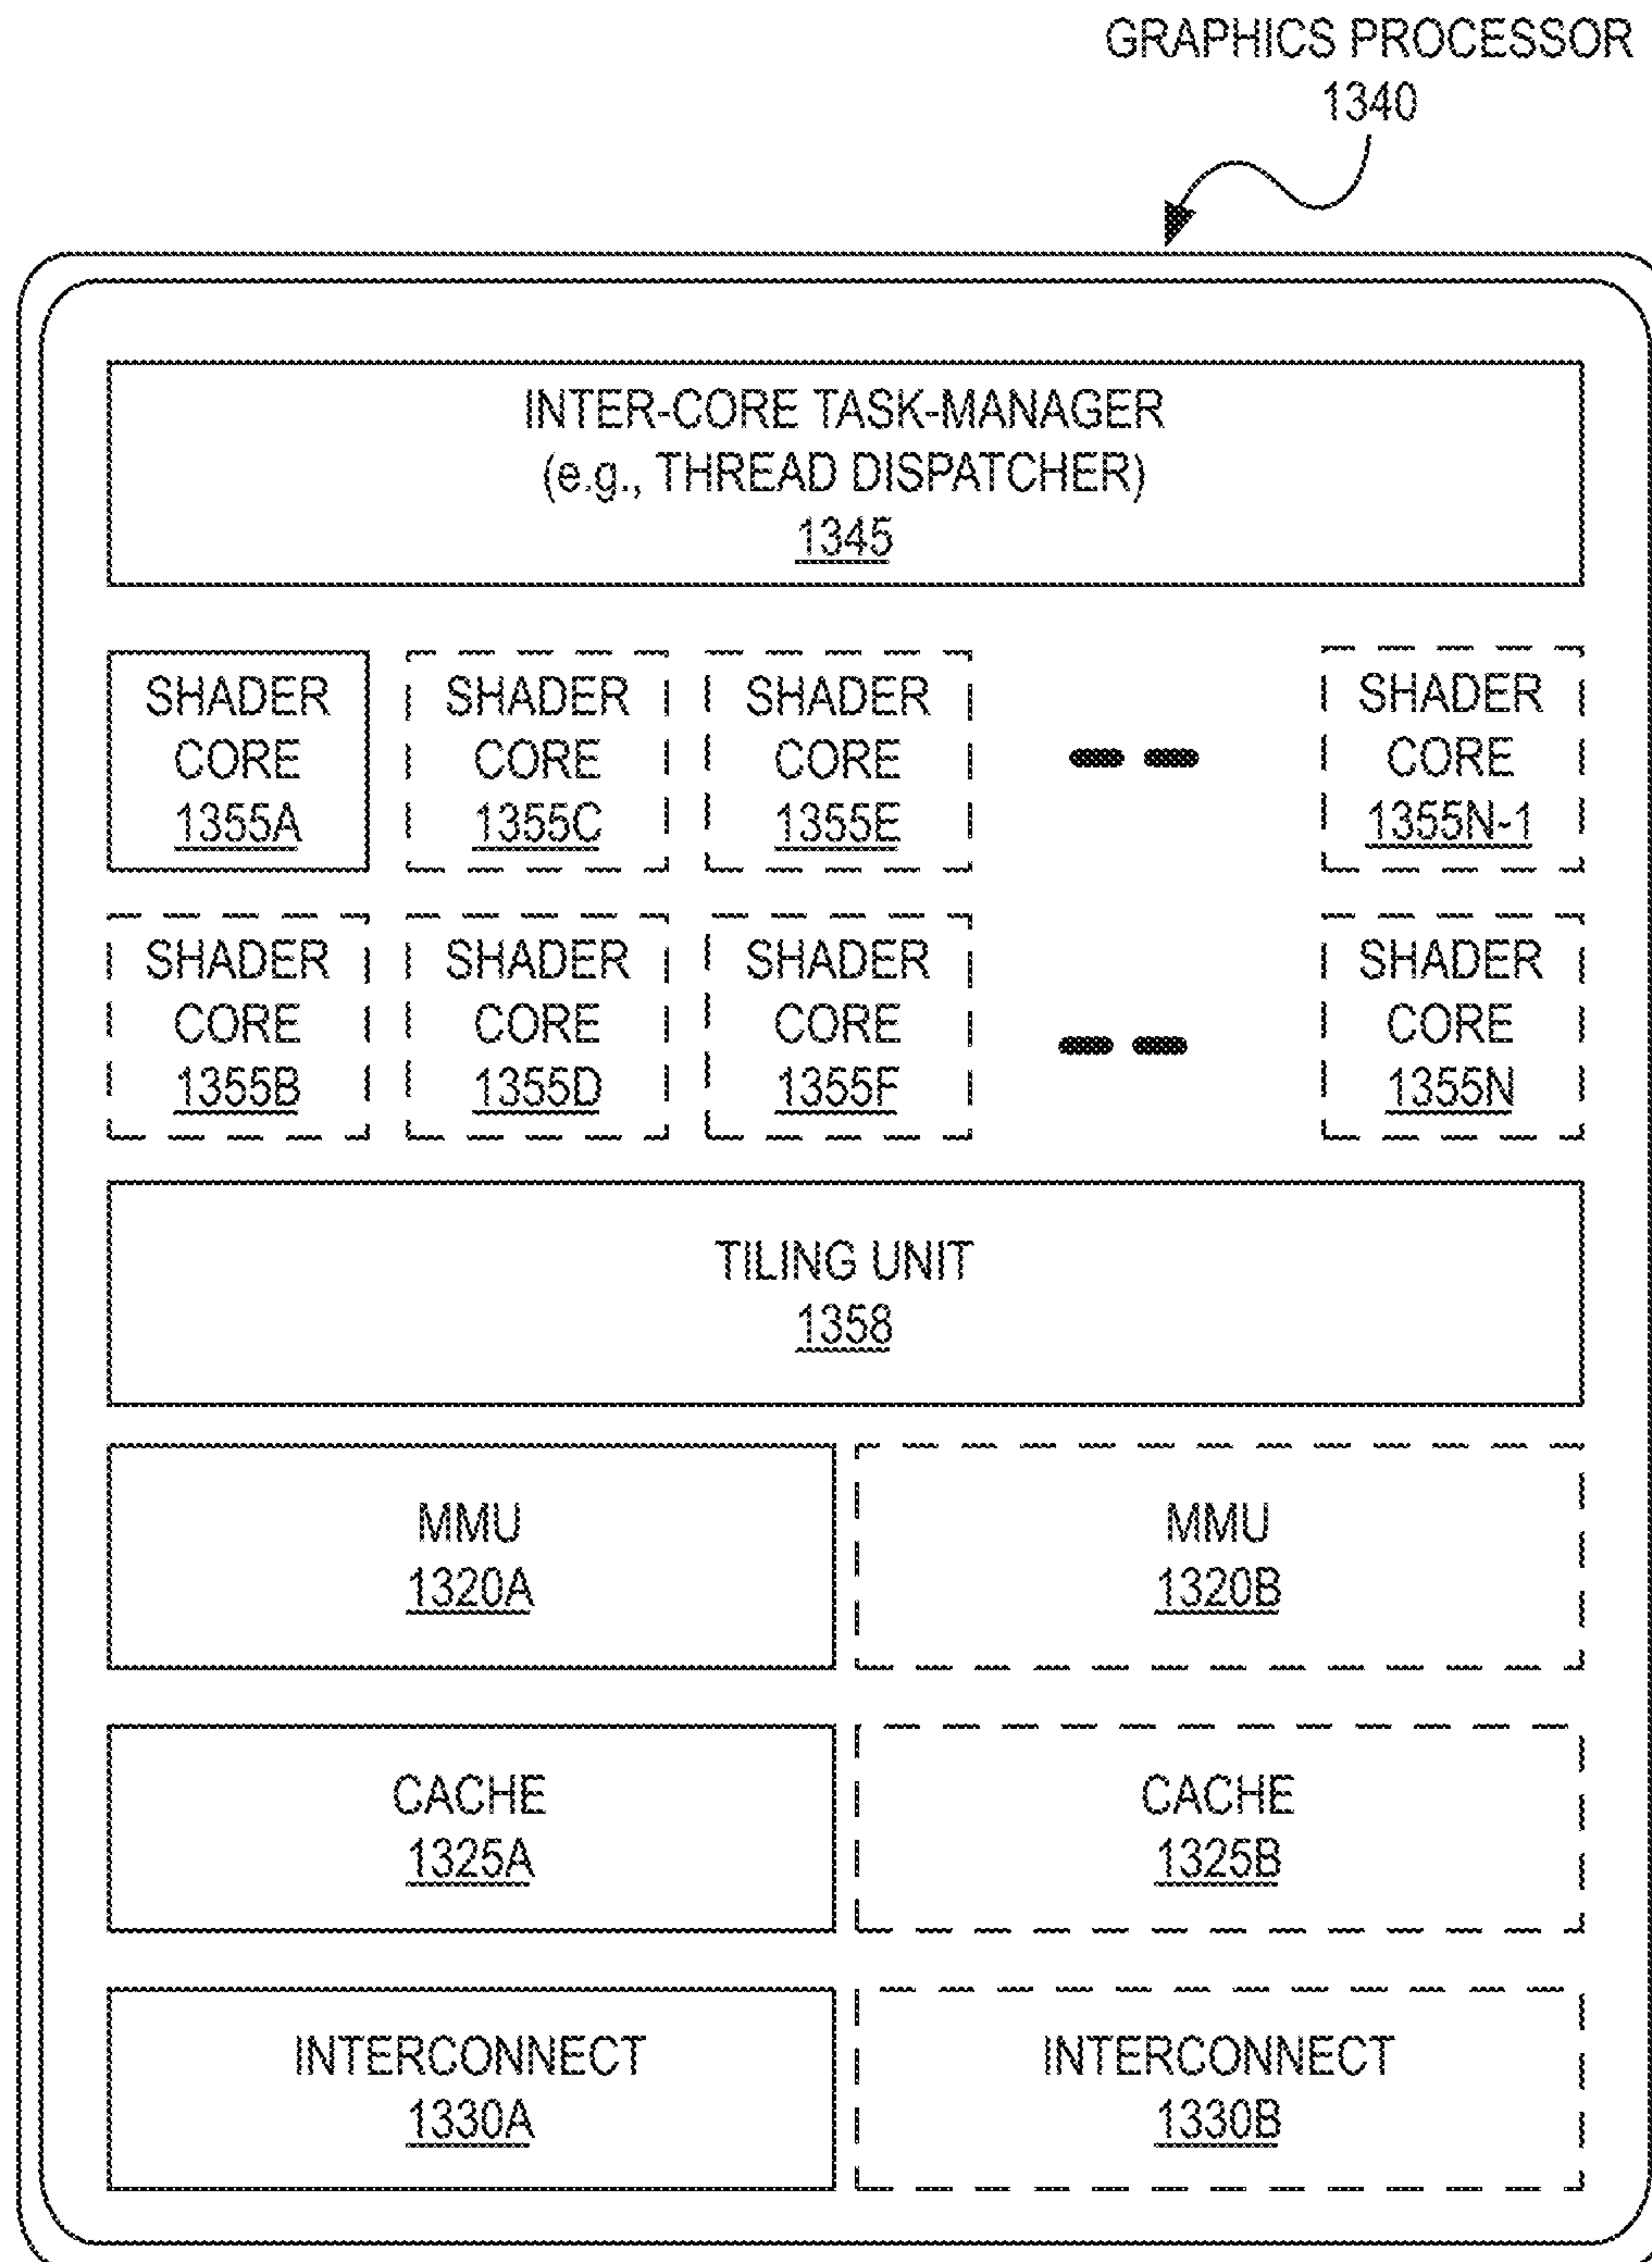 GRAPHICS PROCESSOR
1340
INTER-CORE TASK-MANAGER
(e.g., THREAD DISPATCHER)
1345
SHADER
CORE
1355A
SHADER
CORE
1355C
SHADER
CORE
1355E
SHADER
CORE
1355N-1
SHADER
CORE
1355B
SHADER
CORE
1355D
SHADER
CORE
1355F
SHADER
CORE
1355N
TILING UNIT
1358
MMU
1320A
MMU
1320B
CACHE
1325A
CACHE
1325B
INTERCONNECT
1330A
INTERCONNECT
1330B